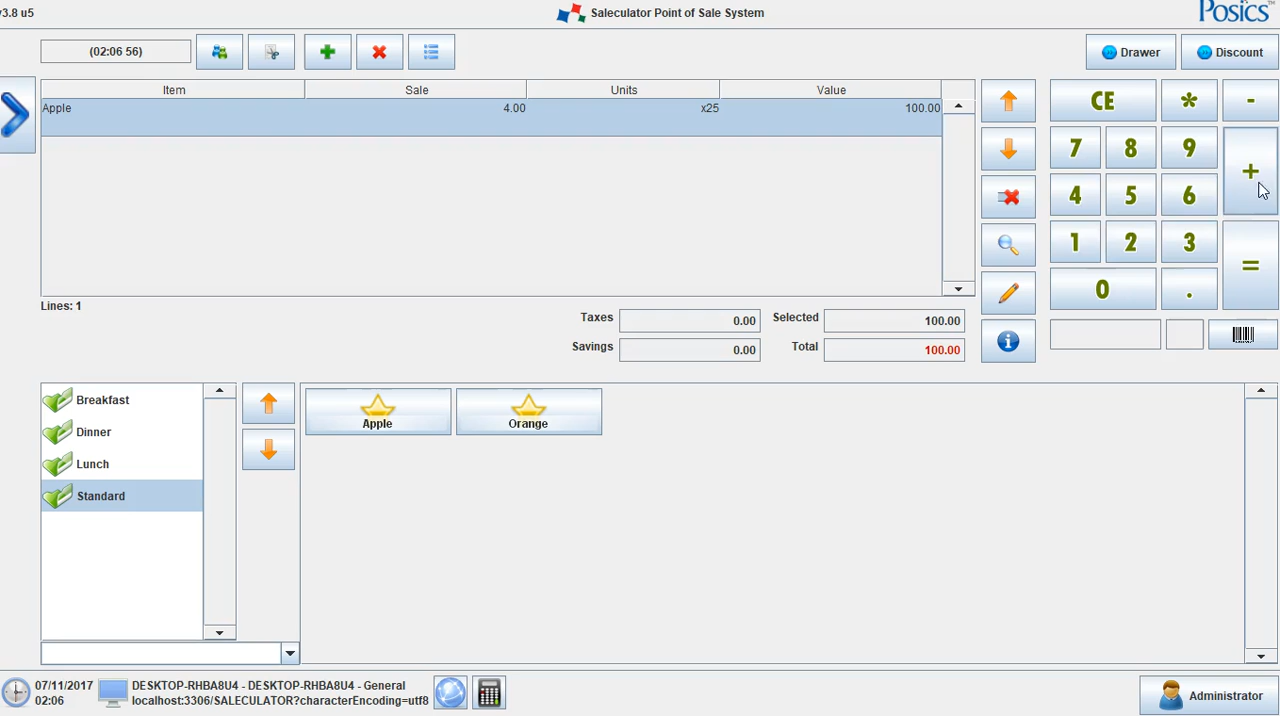 v3.8 u5
Saleculator Point of Sale System
Posics™
(02:06 56)
Drawer
Discount
Item Sale Units Value
Apple 4.00 x25 100.00
CE * -
7 8 9 +
4 5 6
1 2 3 =
0 .
Lines: 1
Taxes 0.00 Selected 100.00
Savings 0.00 Total 100.00
Breakfast
Dinner
Lunch
Standard
Apple
Orange
07/11/2017
02:06
DESKTOP-RHBA8U4 - DESKTOP-RHBA8U4 - General
localhost:3306/SALECULATOR?characterEncoding=utf8
Administrator